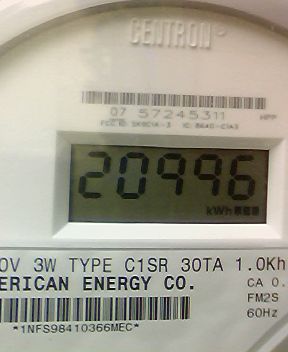 CENTRON
07 57245311
20996
kWh
0V 3W TYPE C1SR 30TA 1.0Kh
ERICAN ENERGY CO.
CA 0.
FM2S
*1NFS98410366MEC*
60Hz